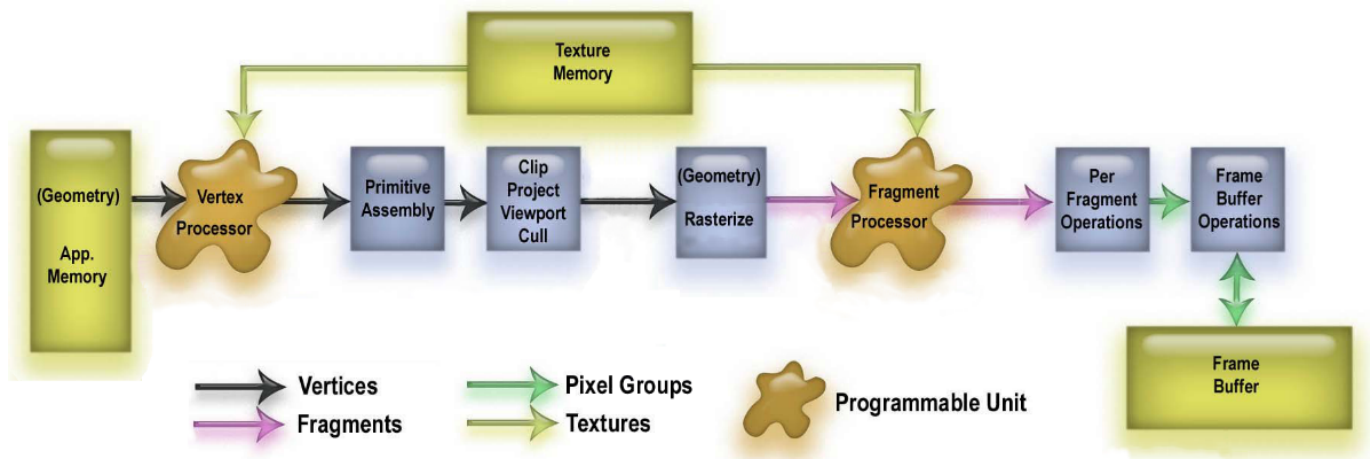 Texture
Memory
(Geometry)
App.
Memory
Vertex
Processor
Primitive
Assembly
Clip
Project
Viewport
Cull
(Geometry)
Rasterize
Fragment
Processor
Per
Fragment
Operations
Frame
Buffer
Operations
Frame
Buffer
Vertices
Fragments
Pixel Groups
Textures
Programmable Unit